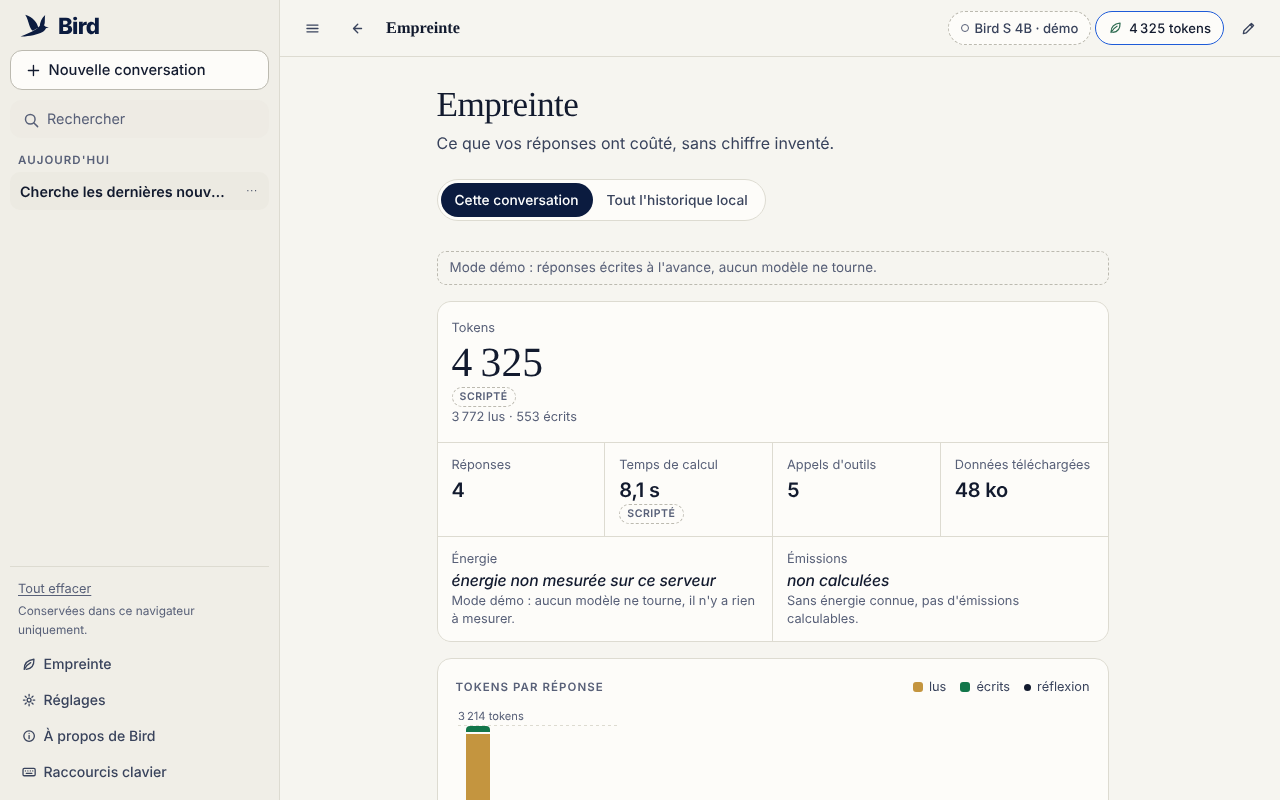 Bird
Nouvelle conversation
Rechercher
AUJOURD'HUI
Cherche les dernières nouv...
Tout effacer
Conservées dans ce navigateur
uniquement.
Empreinte
Réglages
À propos de Bird
Raccourcis clavier
Empreinte
Bird S 4B · démo
4 325 tokens
Empreinte
Ce que vos réponses ont coûté, sans chiffre inventé.
Cette conversation
Tout l'historique local
Mode démo : réponses écrites à l'avance, aucun modèle ne tourne.
Tokens
4 325
SCRIPTÉ
3 772 lus · 553 écrits
Réponses
4
Temps de calcul
8,1 s
SCRIPTÉ
Appels d'outils
5
Données téléchargées
48 ko
Énergie
énergie non mesurée sur ce serveur
Mode démo : aucun modèle ne tourne, il n'y a rien
à mesurer.
Émissions
non calculées
Sans énergie connue, pas d'émissions
calculables.
TOKENS PAR RÉPONSE
lus
écrits
réflexion
3 214 tokens